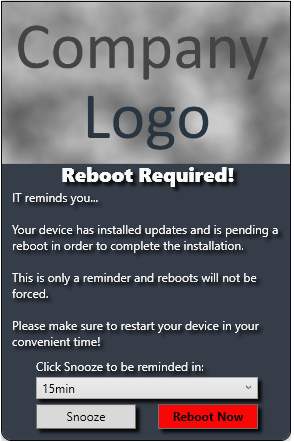 Company
Logo
Reboot Required!
IT reminds you...
Your device has installed updates and is pending a
reboot in order to complete the installation.
This is only a reminder and reboots will not be
forced.
Please make sure to restart your device in your
convenient time!
Click Snooze to be reminded in:
15min
Snooze
Reboot Now